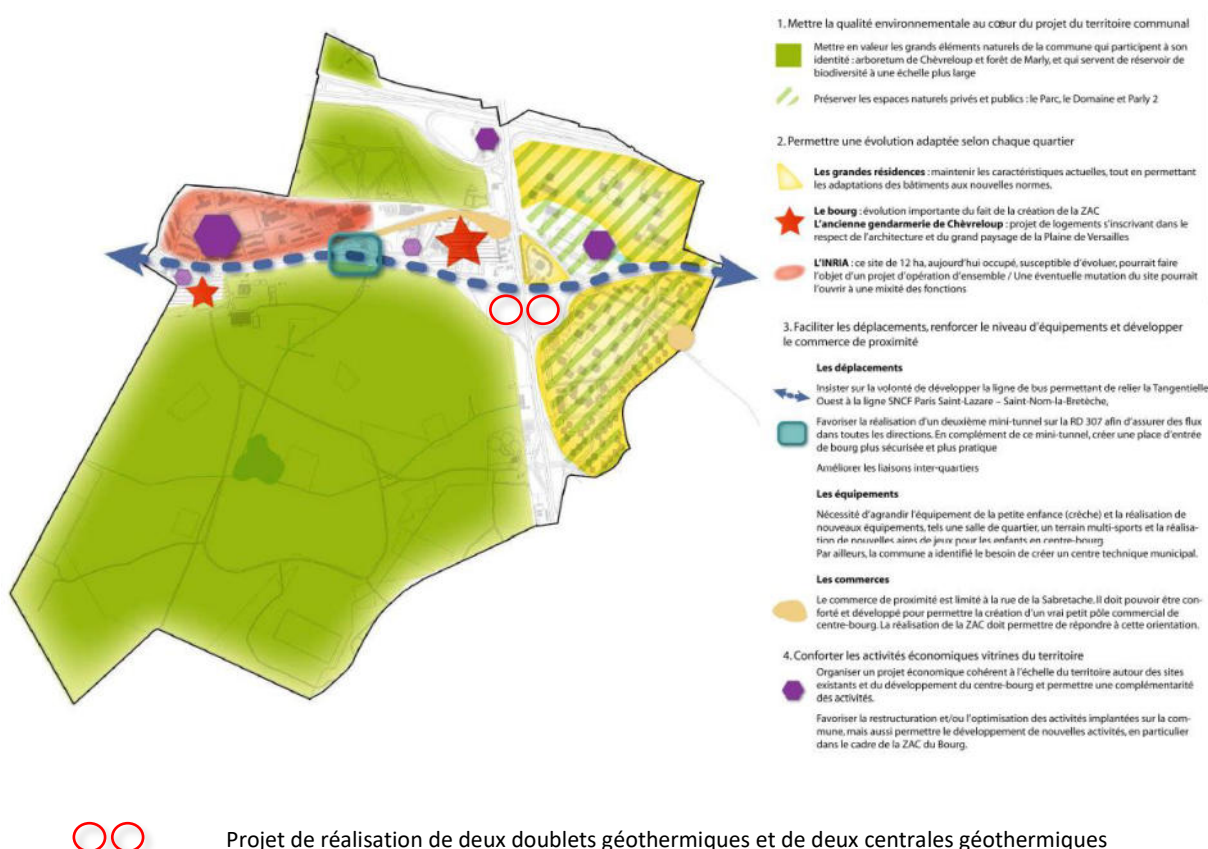 1. Mettre la qualité environnementale au cœur du projet du territoire communal
Mettre en valeur les grands éléments naturels de la commune qui participent à son
identité : arboretum de Chèvreloup et forêt de Marly, et qui servent de réservoir de
biodiversité à une échelle plus large
Préserver les espaces naturels privés et publics : le Parc, le Domaine et Parly 2
2. Permettre une évolution adaptée selon chaque quartier
Les grandes résidences : maintenir les caractéristiques actuelles, tout en permettant
les adaptations des bâtiments aux nouvelles normes.
Le bourg : évolution importante du fait de la création de la ZAC
L'ancienne gendarmerie de Chèvreloup : projet de logements s'inscrivant dans le
respect de l'architecture et du grand paysage de la Plaine de Versailles
L'INRIA : ce site de 12 ha, aujourd'hui occupé, susceptible d'évoluer, pourrait faire
l'objet d'un projet d'opération d'ensemble / Une éventuelle mutation du site pourrait
l'ouvrir à une mixité des fonctions
3. Faciliter les déplacements, renforcer le niveau d'équipements et développer
le commerce de proximité
Les déplacements
Insister sur la volonté de développer la ligne de bus permettant de relier la Tangentielle
Ouest à la ligne SNCF Paris Saint-Lazare – Saint-Nom-la-Bretèche,
Favoriser la réalisation d'un deuxième mini-tunnel sur la RD 307 afin d'assurer des flux
dans toutes les directions. En complément de ce mini-tunnel, créer une place d'entrée
de bourg plus sécurisée et plus pratique
Améliorer les liaisons inter-quartiers
Les équipements
Nécessité d'agrandir l'équipement de la petite enfance (crèche) et la réalisation de
nouveaux équipements, tels une salle de quartier, un terrain multi-sports et la réalisa-
tion de nouvelles aires de jeux pour les enfants en centre-bourg
Par ailleurs, la commune a identifié le besoin de créer un centre technique municipal.
Les commerces
Le commerce de proximité est limité à la rue de la Sabretache. Il doit pouvoir être con-
forté et développé pour permettre la création d'un vrai petit pôle commercial de
centre-bourg. La réalisation de la ZAC doit permettre de répondre à cette orientation.
4. Conforter les activités économiques vitrines du territoire
Organiser un projet économique cohérent à l'échelle du territoire autour des sites
existants et du développement du centre-bourg et permettre une complémentarité
des activités.
Favoriser la restructuration et/ou l'optimisation des activités implantées sur la com-
mune, mais aussi permettre le développement de nouvelles activités, en particulier
dans le cadre de la ZAC du Bourg.
Projet de réalisation de deux doublets géothermiques et de deux centrales géothermiques